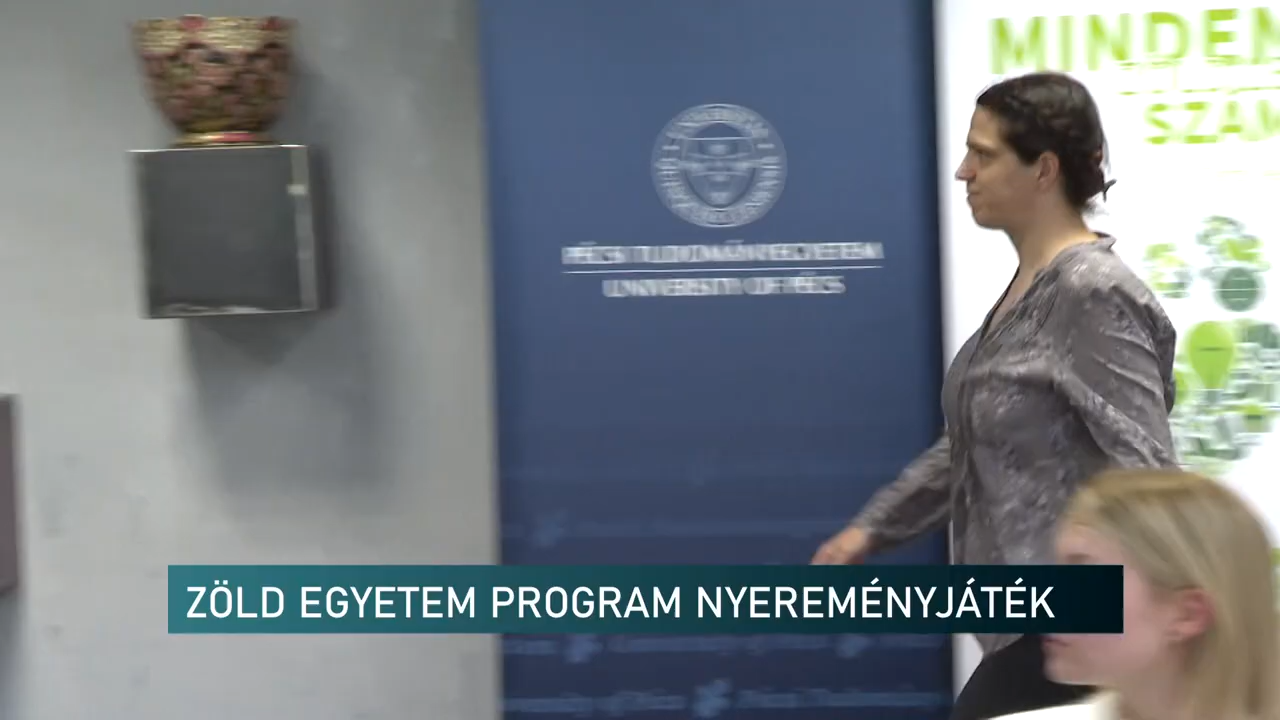 MINDEN
SZÁM
PÉCSI TUDOMÁNYEGYETEM
UNIVERSITY OF PÉCS
ZÖLD EGYETEM PROGRAM NYEREMÉNYJÁTÉK